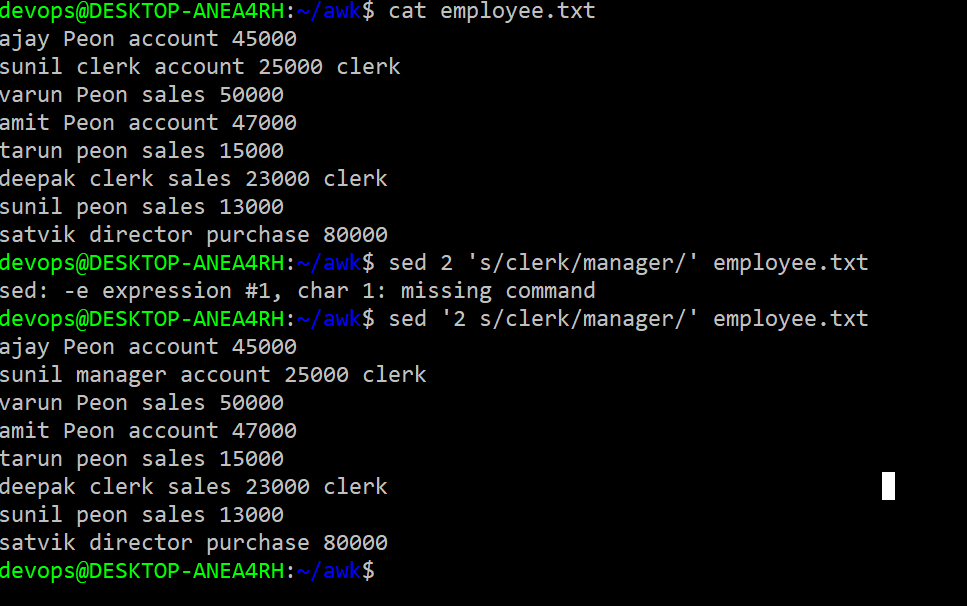 devops@DESKTOP-ANEA4RH:~/awk$ cat employee.txt
ajay Peon account 45000
sunil clerk account 25000 clerk
varun Peon sales 50000
amit Peon account 47000
tarun peon sales 15000
deepak clerk sales 23000 clerk
sunil peon sales 13000
satvik director purchase 80000
devops@DESKTOP-ANEA4RH:~/awk$ sed 2 's/clerk/manager/' employee.txt
sed: -e expression #1, char 1: missing command
devops@DESKTOP-ANEA4RH:~/awk$ sed '2 s/clerk/manager/' employee.txt
ajay Peon account 45000
sunil manager account 25000 clerk
varun Peon sales 50000
amit Peon account 47000
tarun peon sales 15000
deepak clerk sales 23000 clerk
sunil peon sales 13000
satvik director purchase 80000
devops@DESKTOP-ANEA4RH:~/awk$